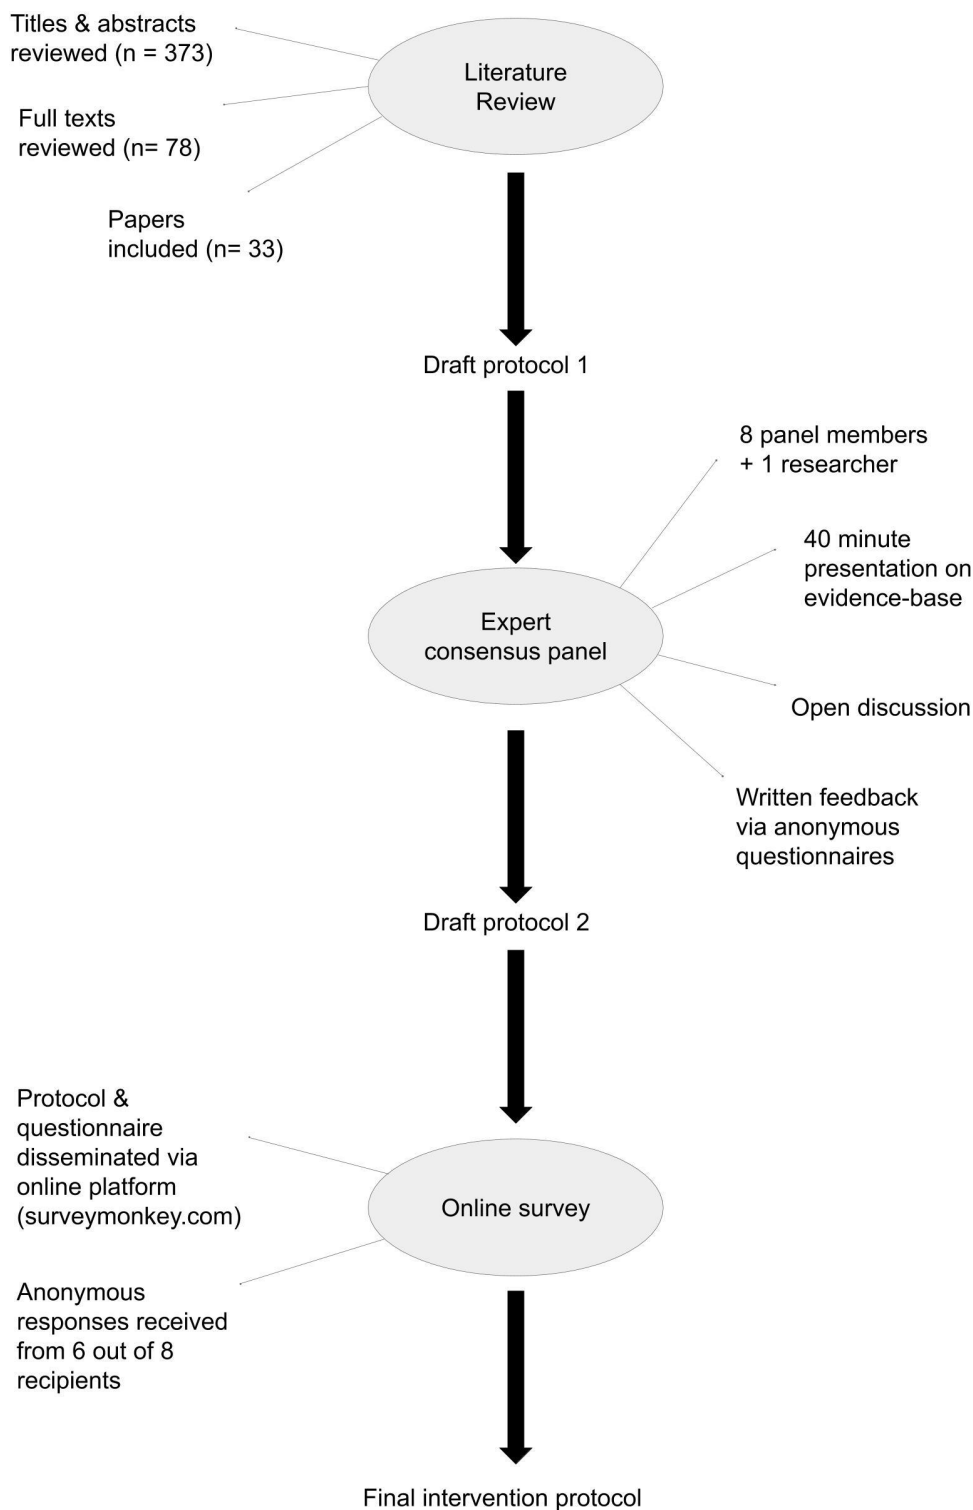 Titles & abstracts
reviewed (n = 373)
Literature
Review
Full texts
reviewed (n= 78)
Papers
included (n= 33)
Draft protocol 1
8 panel members
+ 1 researcher
40 minute
presentation on
evidence-base
Expert
consensus panel
Open discussion
Written feedback
via anonymous
questionnaires
Draft protocol 2
Protocol &
questionnaire
disseminated via
online platform
(surveymonkey.com)
Online survey
Anonymous
responses received
from 6 out of 8
recipients
Final intervention protocol